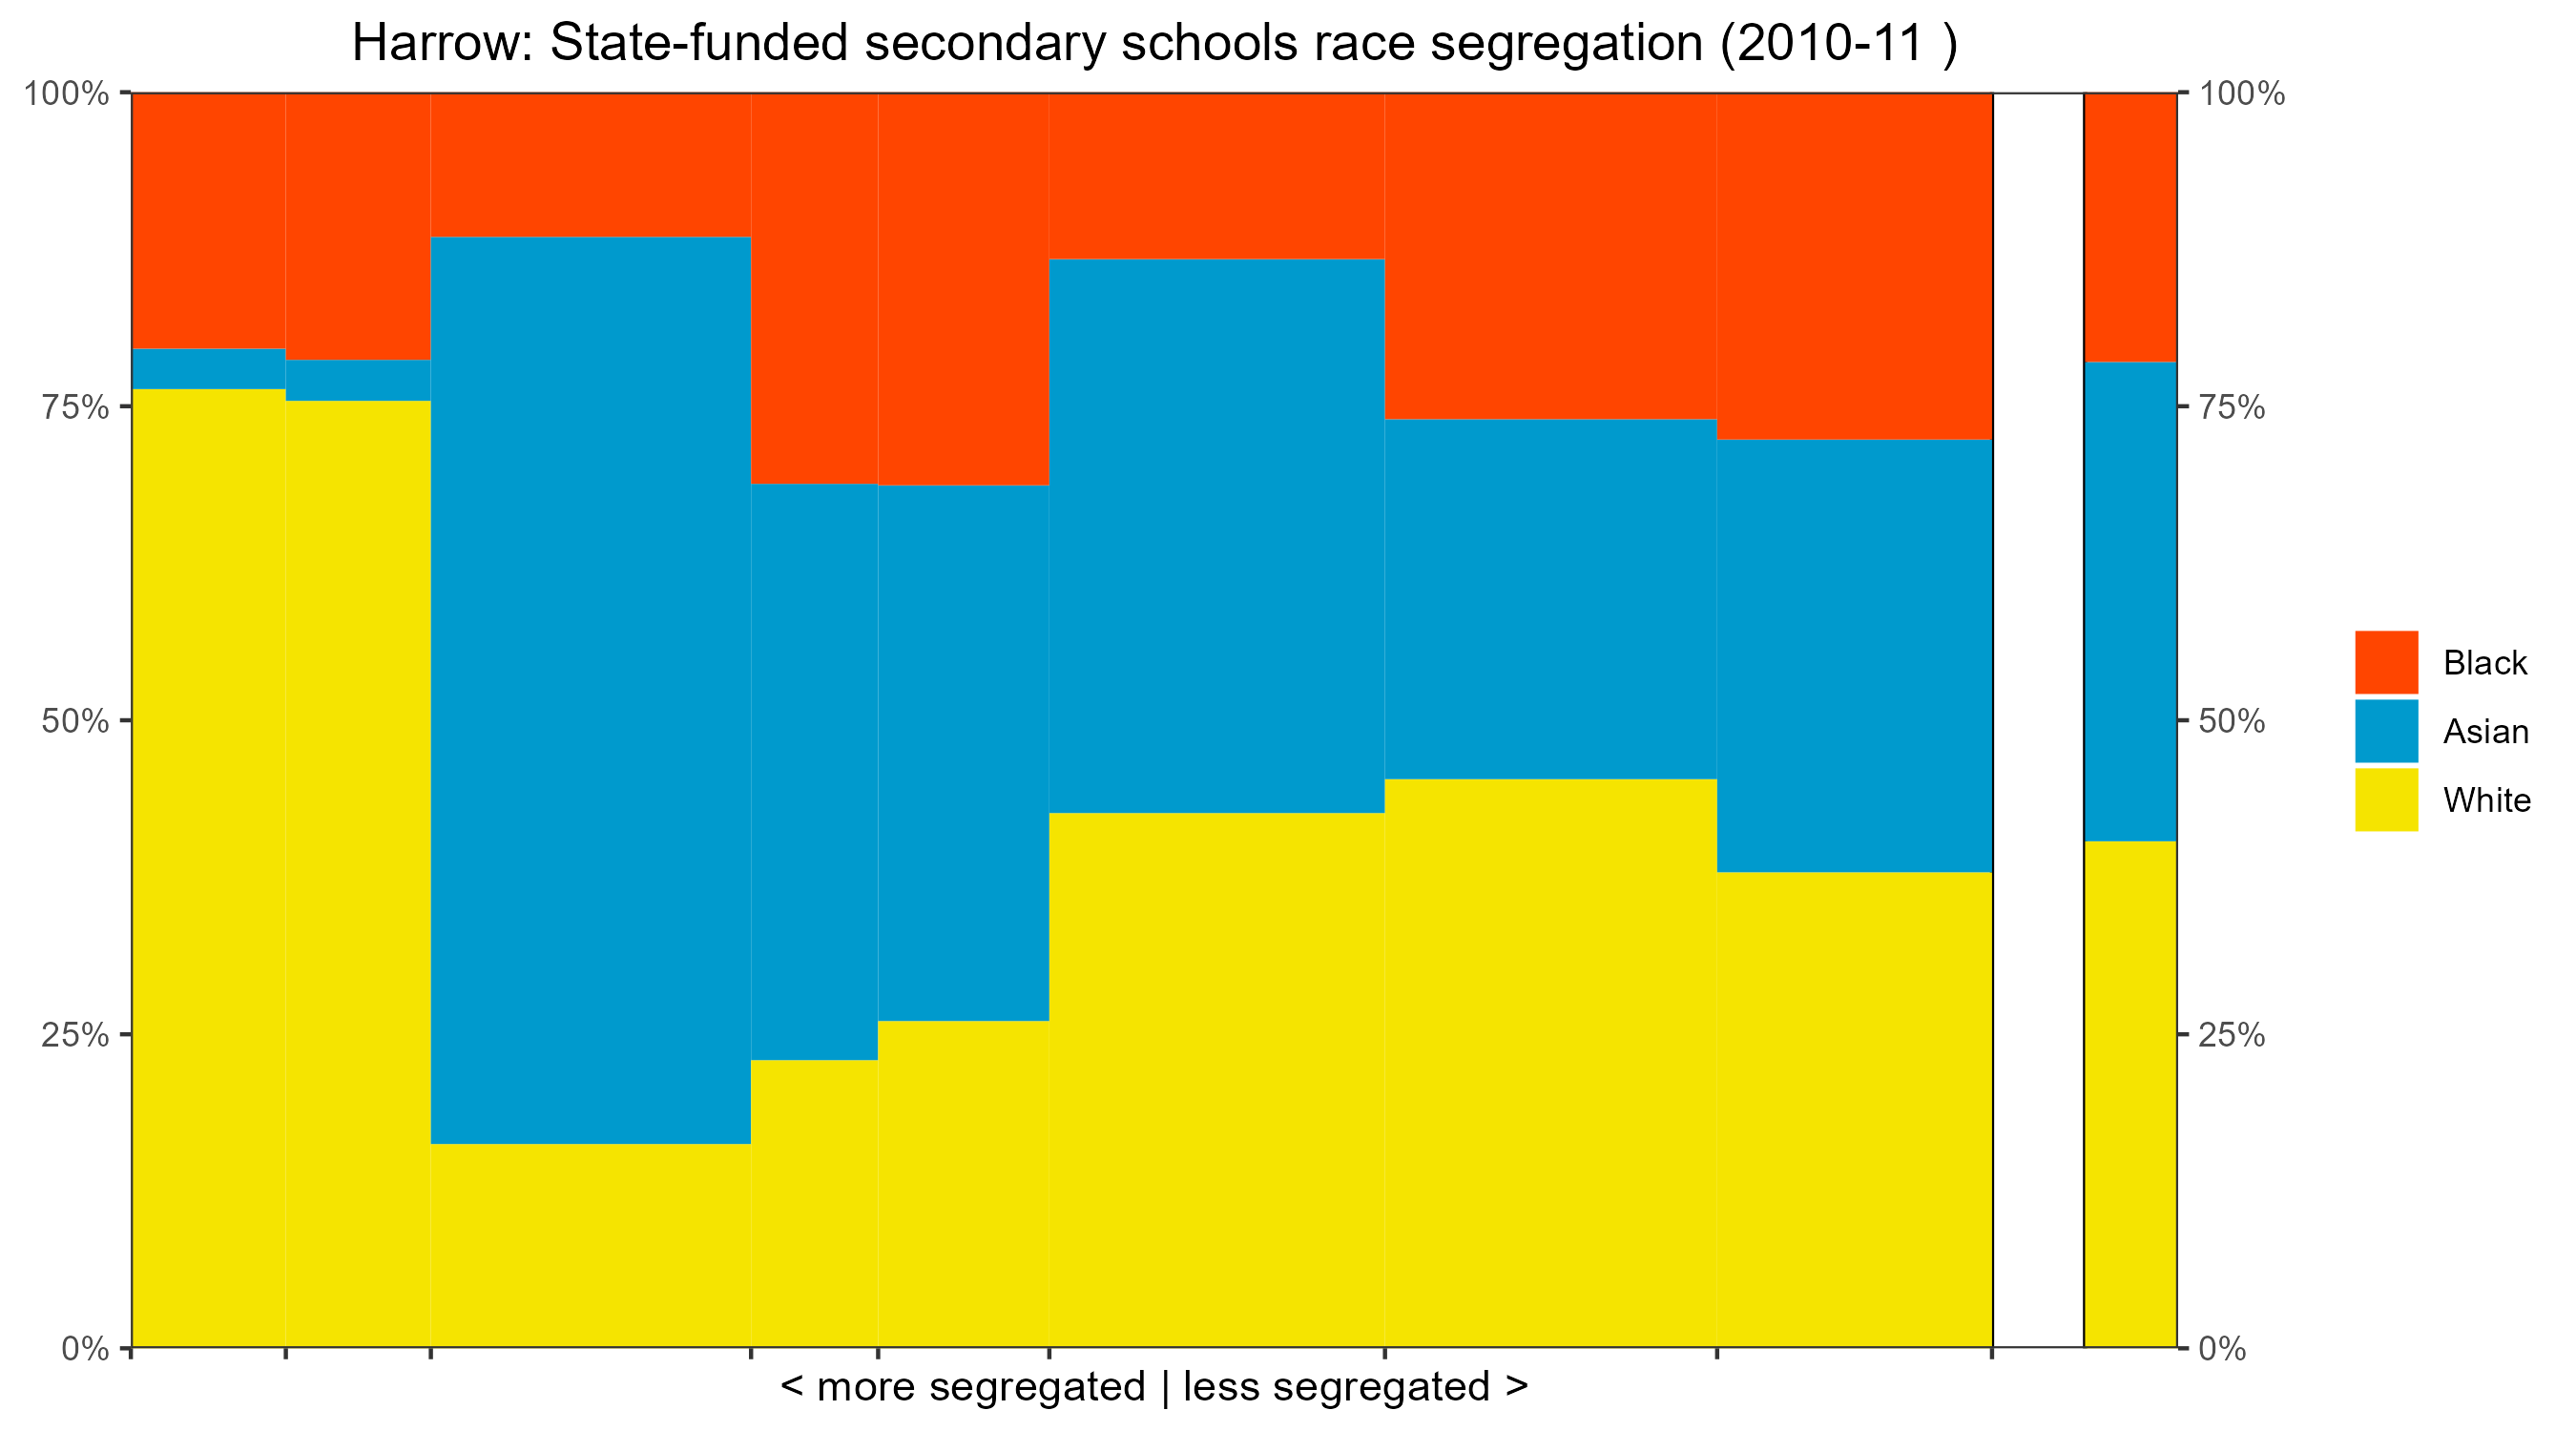 Harrow: State-funded secondary schools race segregation (2010-11 )
100%
75%
50%
25%
0%
100%
75%
50%
25%
0%
< more segregated | less segregated >
Black
Asian
White